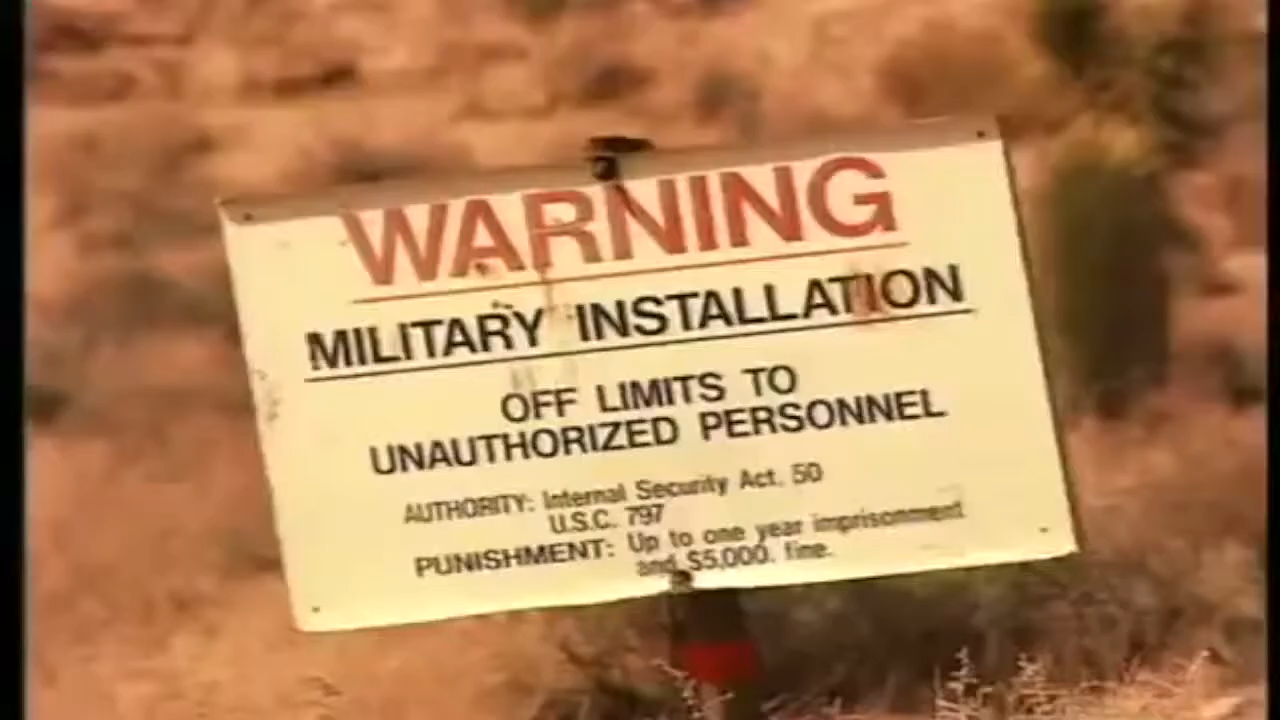 WARNING
MILITARY INSTALLATION
OFF LIMITS TO
UNAUTHORIZED PERSONNEL
AUTHORITY: Internal Security Act, 50
U.S.C. 797
PUNISHMENT: Up to one year imprisonment
and $5,000. fine.